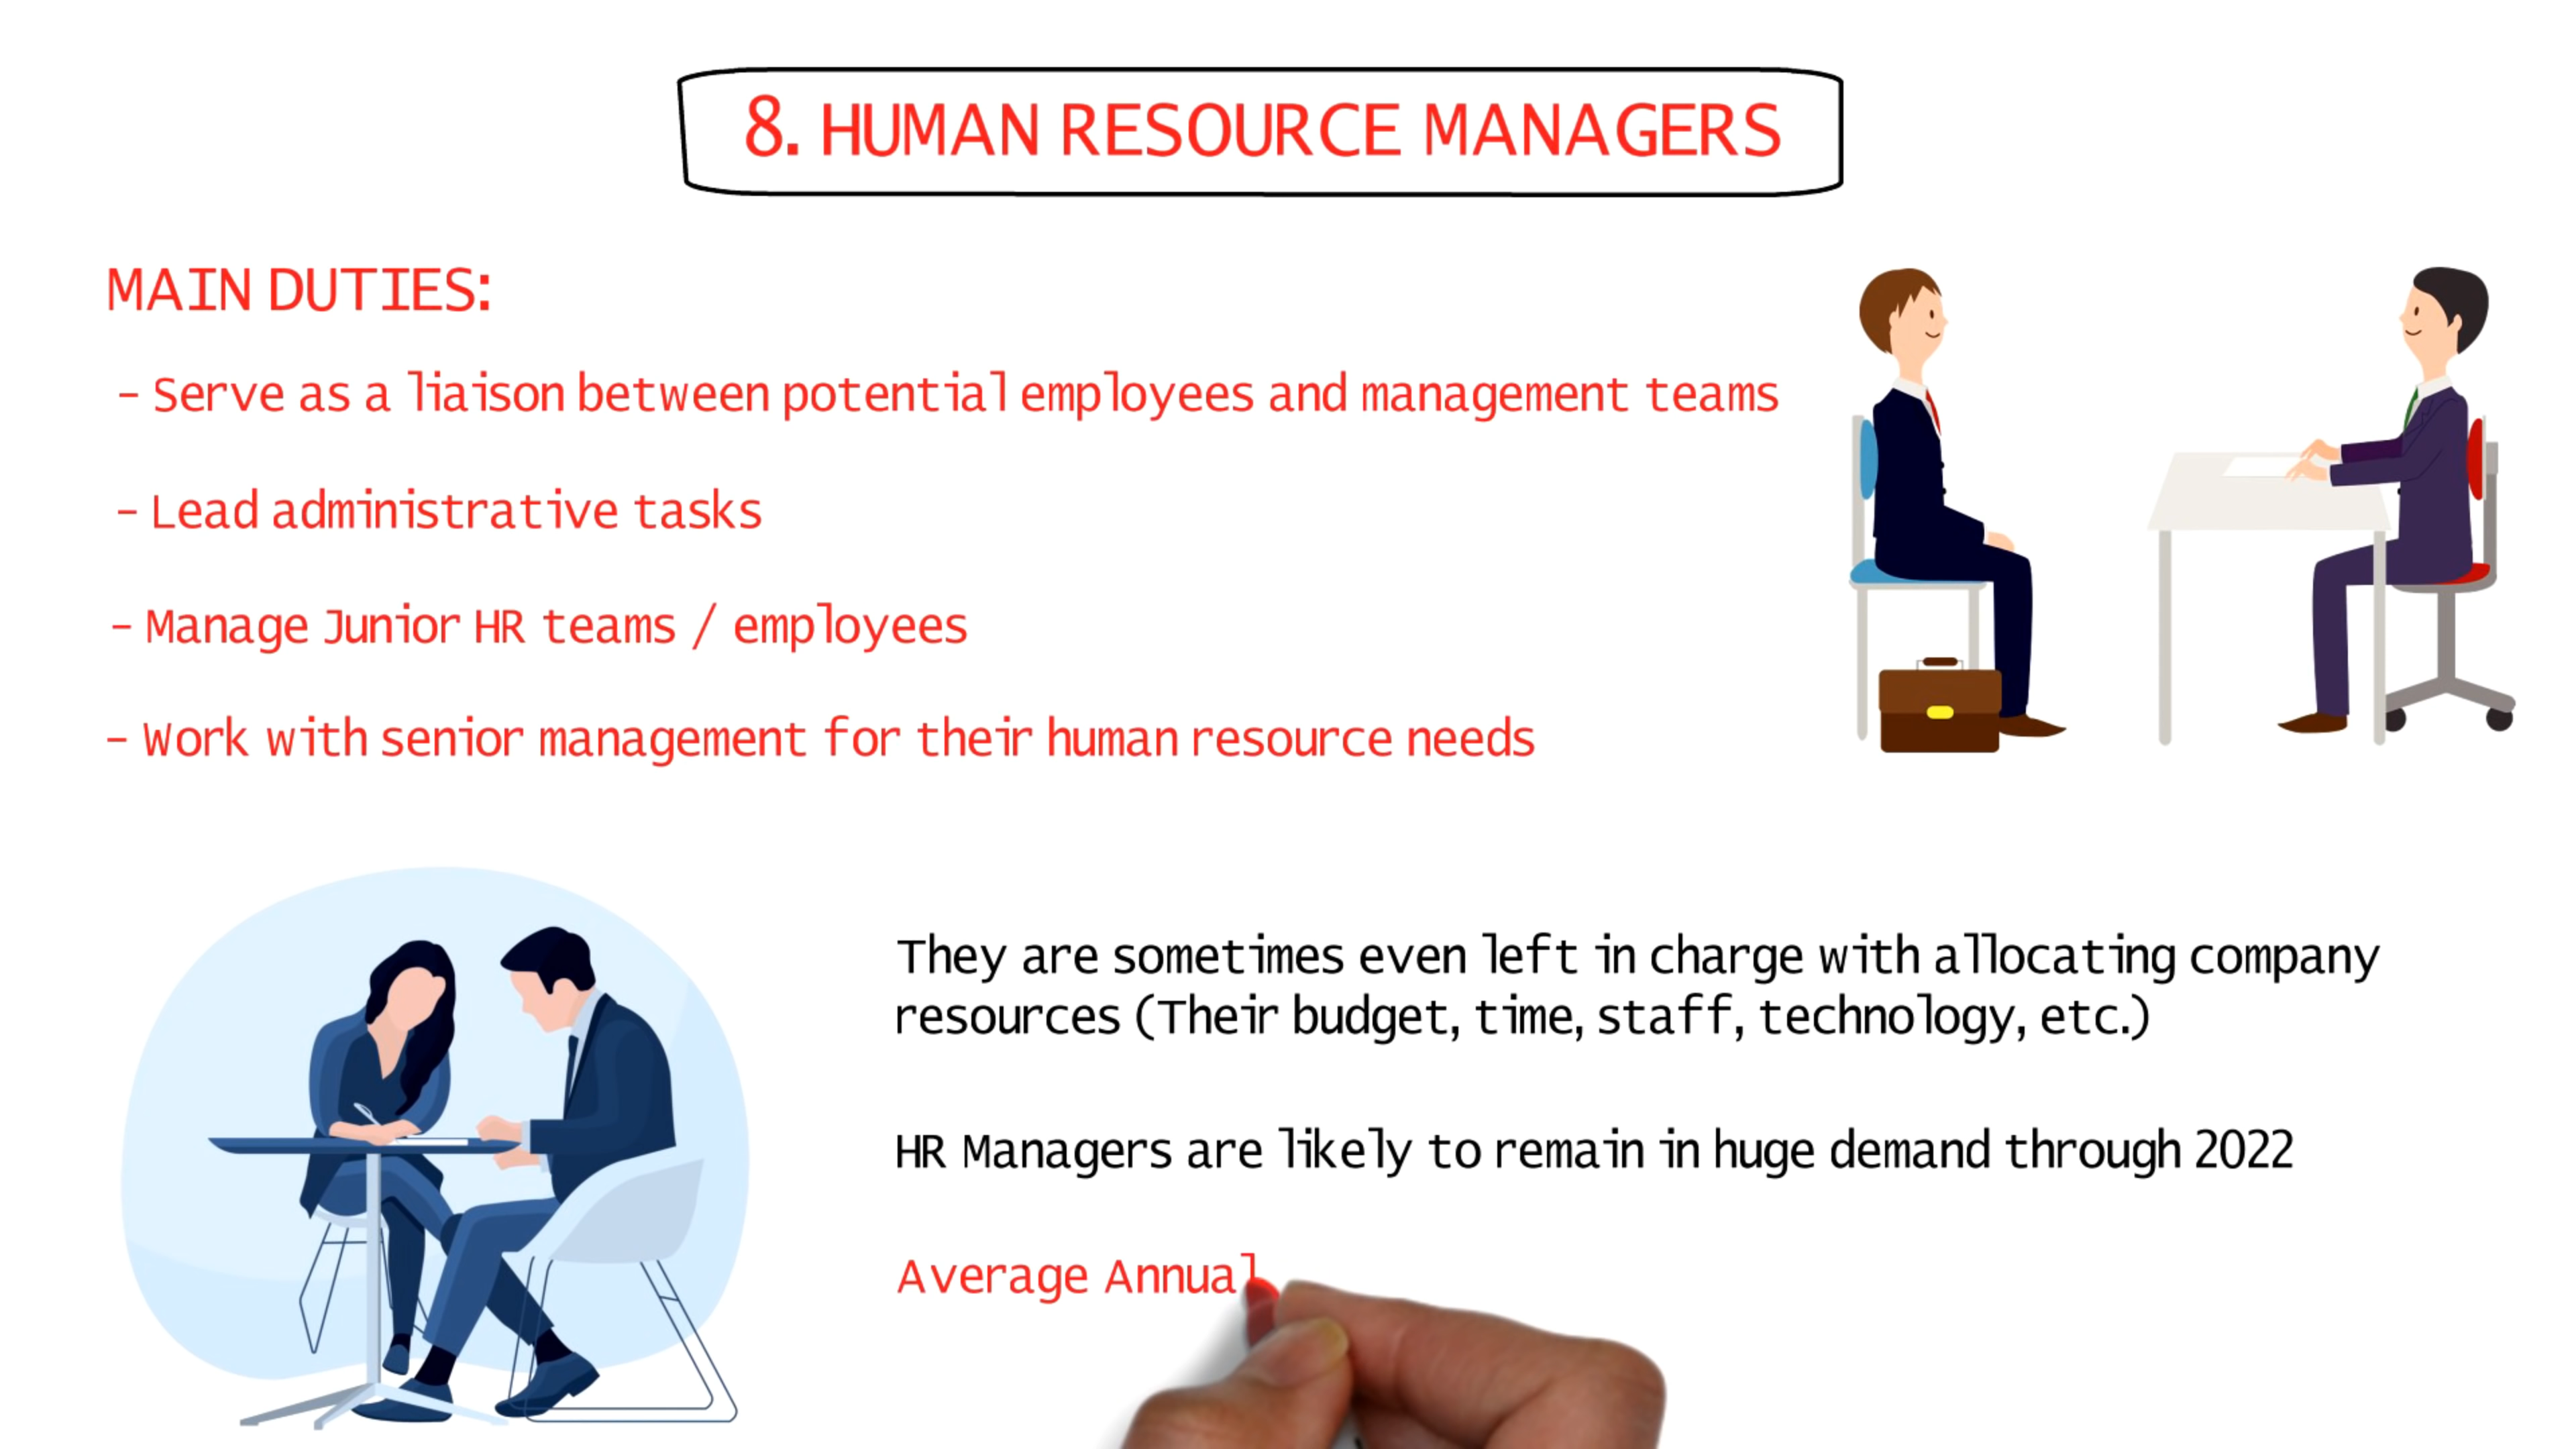 8. HUMAN RESOURCE MANAGERS
MAIN DUTIES:
- Serve as a liaison between potential employees and management teams
- Lead administrative tasks
- Manage Junior HR teams / employees
- Work with senior management for their human resource needs
They are sometimes even left in charge with allocating company
resources (Their budget, time, staff, technology, etc.)
HR Managers are likely to remain in huge demand through 2022
Average Annual